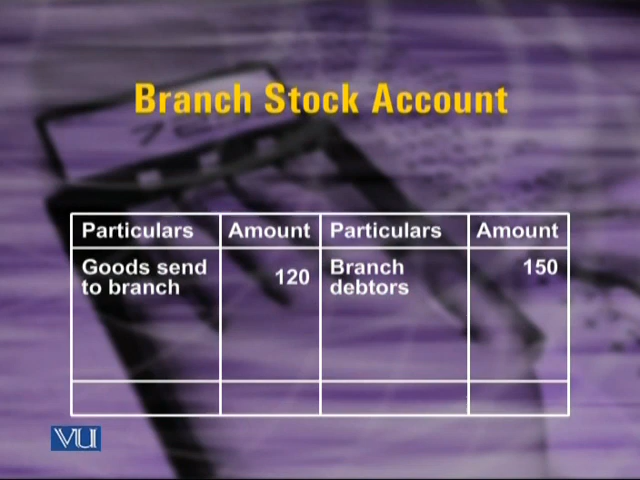 Branch Stock Account
Particulars Amount Particulars Amount
Goods send to branch 120 Branch debtors 150
VU